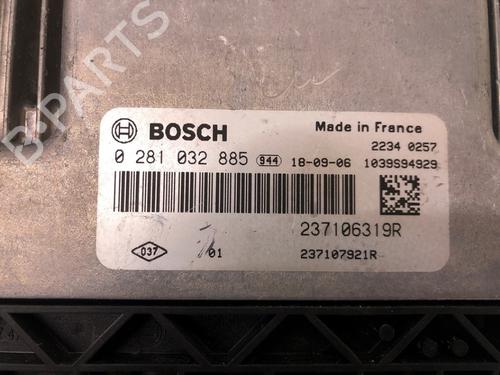 B-PARTS
BOSCH
Made in France
2234 0257
0 281 032 885 944 18-09-06 1039S94929
237106319R
037 01 237107921R